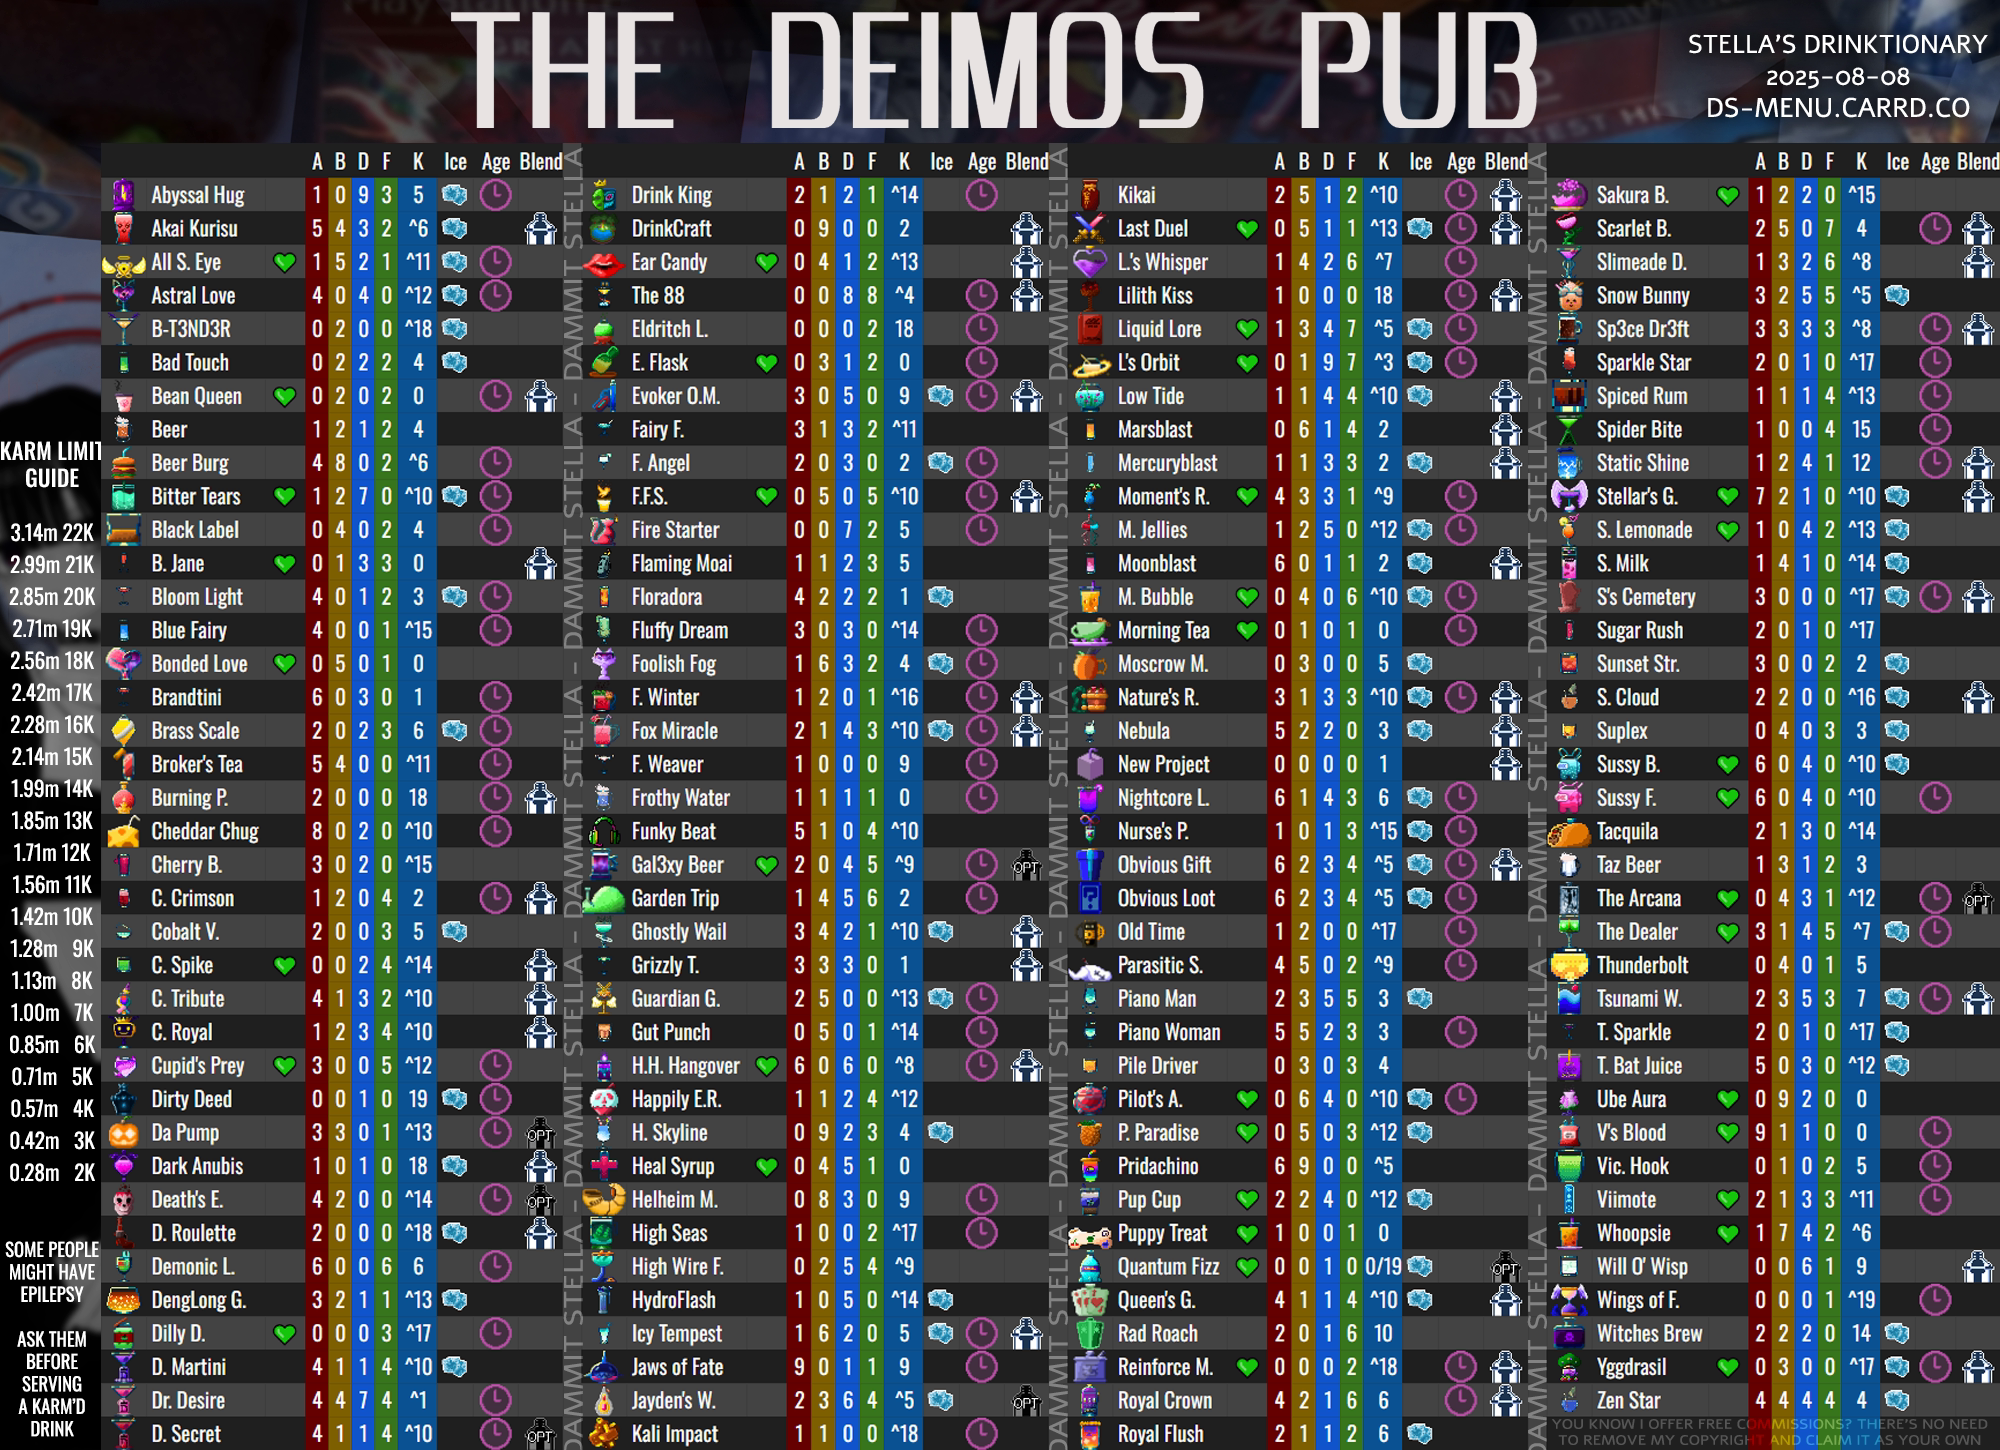 THE DEIMOS PUB
STELLA'S DRINKTIONARY
2025-08-08
DS-MENU.CARRD.CO
KARM LIMIT
GUIDE
3.14m 22K
2.99m 21K
2.85m 20K
2.71m 19K
2.56m 18K
2.42m 17K
2.28m 16K
2.14m 15K
1.99m 14K
1.85m 13K
1.71m 12K
1.56m 11K
1.42m 10K
1.28m 9K
1.13m 8K
1.00m 7K
0.85m 6K
0.71m 5K
0.57m 4K
0.42m 3K
0.28m 2K
SOME PEOPLE
MIGHT HAVE
EPILEPSY
ASK THEM
BEFORE
SERVING
A KARM'D
DRINK
A B D F K Ice Age Blend
Abyssal Hug 1 0 9 3 5
Akai Kurisu 5 4 3 2 ^6
All S. Eye 1 5 2 1 ^11
Astral Love 4 0 4 0 ^12
B-T3ND3R 0 2 0 0 ^18
Bad Touch 0 2 2 2 4
Bean Queen 0 2 0 2 0
Beer 1 2 1 2 4
Beer Burg 4 8 0 2 ^6
Bitter Tears 1 2 7 0 ^10
Black Label 0 4 0 2 4
B. Jane 0 1 3 3 0
Bloom Light 4 0 1 2 3
Blue Fairy 4 0 0 1 ^15
Bonded Love 0 5 0 1 0
Brandtini 6 0 3 0 1
Brass Scale 2 0 2 3 6
Broker's Tea 5 4 0 0 ^11
Burning P. 2 0 0 0 18
Cheddar Chug 8 0 2 0 ^10
Cherry B. 3 0 2 0 ^15
C. Crimson 1 2 0 4 2
Cobalt V. 2 0 0 3 5
C. Spike 0 0 2 4 ^14
C. Tribute 4 1 3 2 ^10
C. Royal 1 2 3 4 ^10
Cupid's Prey 3 0 0 5 ^12
Dirty Deed 0 0 1 0 19
Da Pump 3 3 0 1 ^13 OPT
Dark Anubis 1 0 1 0 18
Death's E. 4 2 0 0 ^14 OPT
D. Roulette 2 0 0 0 ^18
Demonic L. 6 0 0 6 6
DengLong G. 3 2 1 1 ^13
Dilly D. 0 0 0 3 ^17
D. Martini 4 1 1 4 ^10
Dr. Desire 4 4 7 4 ^1
D. Secret 4 1 1 4 ^10 OPT
DAMMIT STELLA - DAMMIT STELLA - DAMMIT STELLA - DAMMIT STELLA
A B D F K Ice Age Blend
Drink King 2 1 2 1 ^14
DrinkCraft 0 9 0 0 2
Ear Candy 0 4 1 2 ^13
The 88 0 0 8 8 ^4
Eldritch L. 0 0 0 2 18
E. Flask 0 3 1 2 0
Evoker O.M. 3 0 5 0 9
Fairy F. 3 1 3 2 ^11
F. Angel 2 0 3 0 2
F.F.S. 0 5 0 5 ^10
Fire Starter 0 0 7 2 5
Flaming Moai 1 1 2 3 5
Floradora 4 2 2 2 1
Fluffy Dream 3 0 3 0 ^14
Foolish Fog 1 6 3 2 4
F. Winter 1 2 0 1 ^16
Fox Miracle 2 1 4 3 ^10
F. Weaver 1 0 0 0 9
Frothy Water 1 1 1 1 0
Funky Beat 5 1 0 4 ^10
Gal3xy Beer 2 0 4 5 ^9 OPT
Garden Trip 1 4 5 6 2
Ghostly Wail 3 4 2 1 ^10
Grizzly T. 3 3 3 0 1
Guardian G. 2 5 0 0 ^13
Gut Punch 0 5 0 1 ^14
H.H. Hangover 6 0 6 0 ^8
Happily E.R. 1 1 2 4 ^12
H. Skyline 0 9 2 3 4
Heal Syrup 0 4 5 1 0
Helheim M. 0 8 3 0 9
High Seas 1 0 0 2 ^17
High Wire F. 0 2 5 4 ^9
HydroFlash 1 0 5 0 ^14
Icy Tempest 1 6 2 0 5
Jaws of Fate 9 0 1 1 9
Jayden's W. 2 3 6 4 ^5 OPT
Kali Impact 1 1 0 0 ^18
DAMMIT STELLA - DAMMIT STELLA - DAMMIT STELLA - DAMMIT STELLA
A B D F K Ice Age Blend
Kikai 2 5 1 2 ^10
Last Duel 0 5 1 1 ^13
L.'s Whisper 1 4 2 6 ^7
Lilith Kiss 1 0 0 0 18
Liquid Lore 1 3 4 7 ^5
L's Orbit 0 1 9 7 ^3
Low Tide 1 1 4 4 ^10
Marsblast 0 6 1 4 2
Mercuryblast 1 1 3 3 2
Moment's R. 4 3 3 1 ^9
M. Jellies 1 2 5 0 ^12
Moonblast 6 0 1 1 2
M. Bubble 0 4 0 6 ^10
Morning Tea 0 1 0 1 0
Moscrow M. 0 3 0 0 5
Nature's R. 3 1 3 3 ^10
Nebula 5 2 2 0 3
New Project 0 0 0 0 1
Nightcore L. 6 1 4 3 6
Nurse's P. 1 0 1 3 ^15
Obvious Gift 6 2 3 4 ^5
Obvious Loot 6 2 3 4 ^5
Old Time 1 2 0 0 ^17
Parasitic S. 4 5 0 2 ^9
Piano Man 2 3 5 5 3
Piano Woman 5 5 2 3 3
Pile Driver 0 3 0 3 4
Pilot's A. 0 6 4 0 ^10
P. Paradise 0 5 0 3 ^12
Pridachino 6 9 0 0 ^5
Pup Cup 2 2 4 0 ^12
Puppy Treat 1 0 0 1 0
Quantum Fizz 0 0 1 0 0/19 OPT
Queen's G. 4 1 1 4 ^10
Rad Roach 2 0 1 6 10
Reinforce M. 0 0 0 2 ^18
Royal Crown 4 2 1 6 6
Royal Flush 2 1 1 2 6
DAMMIT STELLA - DAMMIT STELLA - DAMMIT STELLA - DAMMIT STELLA
A B D F K Ice Age Blend
Sakura B. 1 2 2 0 ^15
Scarlet B. 2 5 0 7 4
Slimeade D. 1 3 2 6 ^8
Snow Bunny 3 2 5 5 ^5
Sp3ce Dr3ft 3 3 3 3 ^8
Sparkle Star 2 0 1 0 ^17
Spiced Rum 1 1 1 4 ^13
Spider Bite 1 0 0 4 15
Static Shine 1 2 4 1 12
Stellar's G. 7 2 1 0 ^10
S. Lemonade 1 0 4 2 ^13
S. Milk 1 4 1 0 ^14
S's Cemetery 3 0 0 0 ^17
Sugar Rush 2 0 1 0 ^17
Sunset Str. 3 0 0 2 2
S. Cloud 2 2 0 0 ^16
Suplex 0 4 0 3 3
Sussy B. 6 0 4 0 ^10
Sussy F. 6 0 4 0 ^10
Tacquila 2 1 3 0 ^14
Taz Beer 1 3 1 2 3
The Arcana 0 4 3 1 ^12 OPT
The Dealer 3 1 4 5 ^7
Thunderbolt 0 4 0 1 5
Tsunami W. 2 3 5 3 7
T. Sparkle 2 0 1 0 ^17
T. Bat Juice 5 0 3 0 ^12
Ube Aura 0 9 2 0 0
V's Blood 9 1 1 0 0
Vic. Hook 0 1 0 2 5
Viimote 2 1 3 3 ^11
Whoopsie 1 7 4 2 ^6
Will O' Wisp 0 0 6 1 9
Wings of F. 0 0 0 1 ^19
Witches Brew 2 2 2 0 14
Yggdrasil 0 3 0 0 ^17
Zen Star 4 4 4 4 4
YOU KNOW I OFFER FREE COMMISSIONS? THERE'S NO NEED
TO REMOVE MY COPYRIGHT AND CLAIM IT AS YOUR OWN